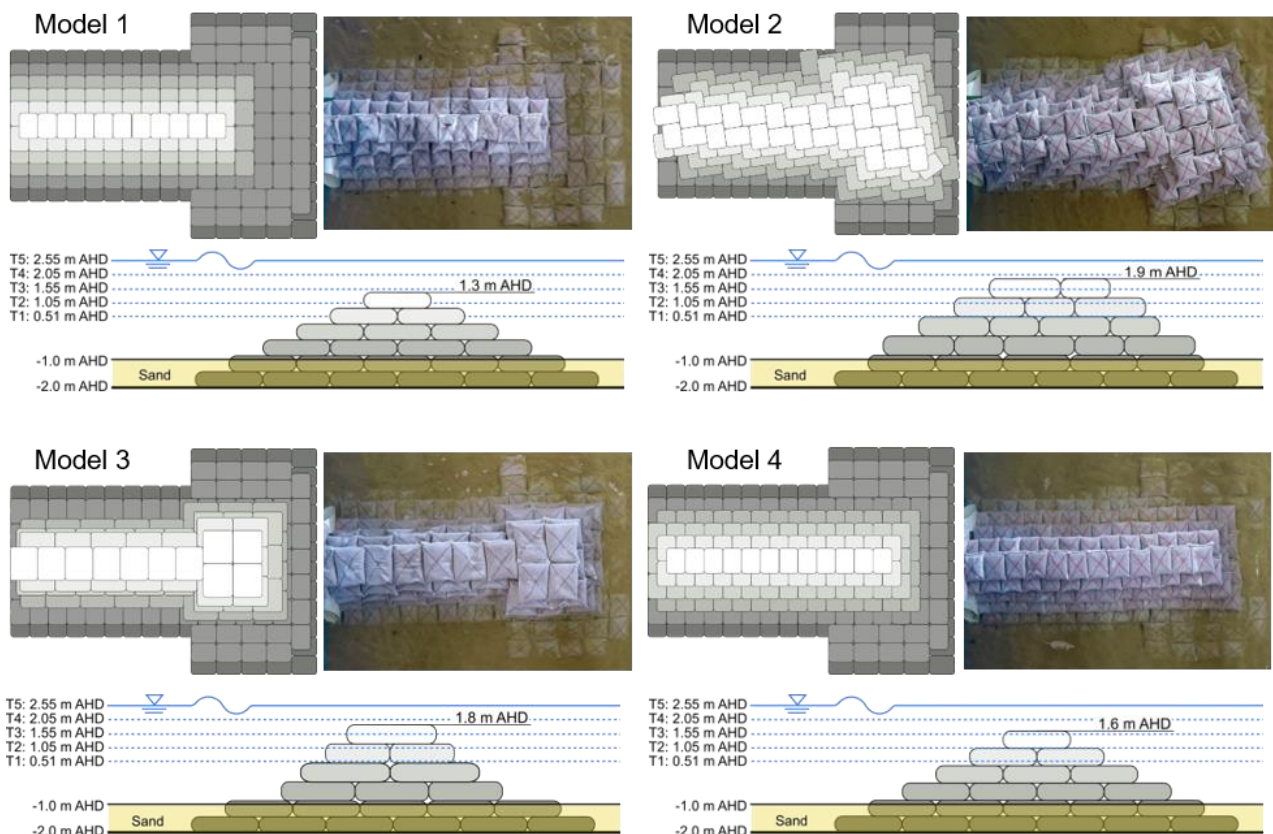 Model 1
T5: 2.55 m AHD
T4: 2.05 m AHD
T3: 1.55 m AHD
T2: 1.05 m AHD
T1: 0.51 m AHD
1.3 m AHD
-1.0 m AHD
Sand
-2.0 m AHD
Model 2
T5: 2.55 m AHD
T4: 2.05 m AHD
T3: 1.55 m AHD
T2: 1.05 m AHD
T1: 0.51 m AHD
1.9 m AHD
-1.0 m AHD
Sand
-2.0 m AHD
Model 3
T5: 2.55 m AHD
T4: 2.05 m AHD
T3: 1.55 m AHD
T2: 1.05 m AHD
T1: 0.51 m AHD
1.8 m AHD
-1.0 m AHD
Sand
-2.0 m AHD
Model 4
T5: 2.55 m AHD
T4: 2.05 m AHD
T3: 1.55 m AHD
T2: 1.05 m AHD
T1: 0.51 m AHD
1.6 m AHD
-1.0 m AHD
Sand
-2.0 m AHD